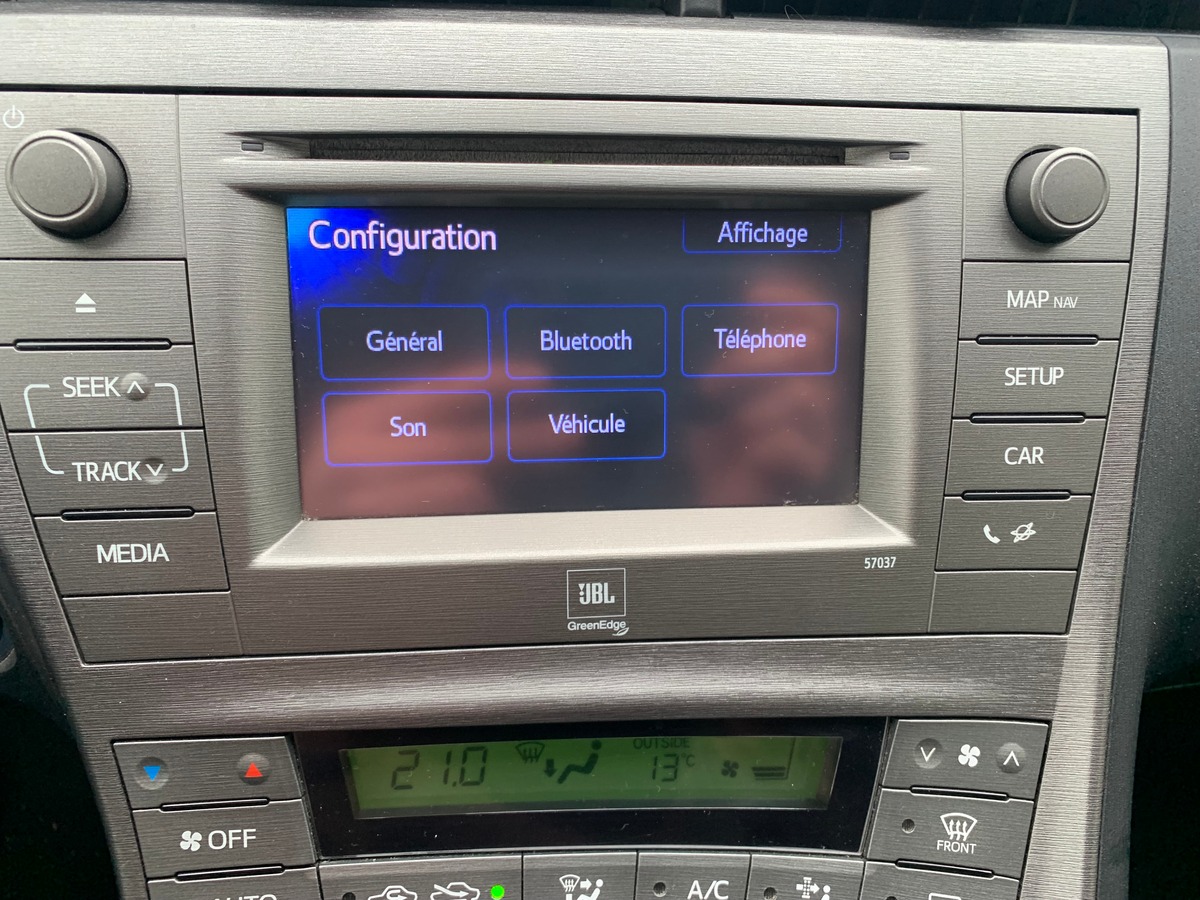 Configuration
Affichage
Général
Bluetooth
Téléphone
Son
Véhicule
SEEK
TRACK
MEDIA
MAP NAV
SETUP
CAR
57037
JBL
GreenEdge
21.0
OUTSIDE
13°C
OFF
FRONT
AUTO
A/C